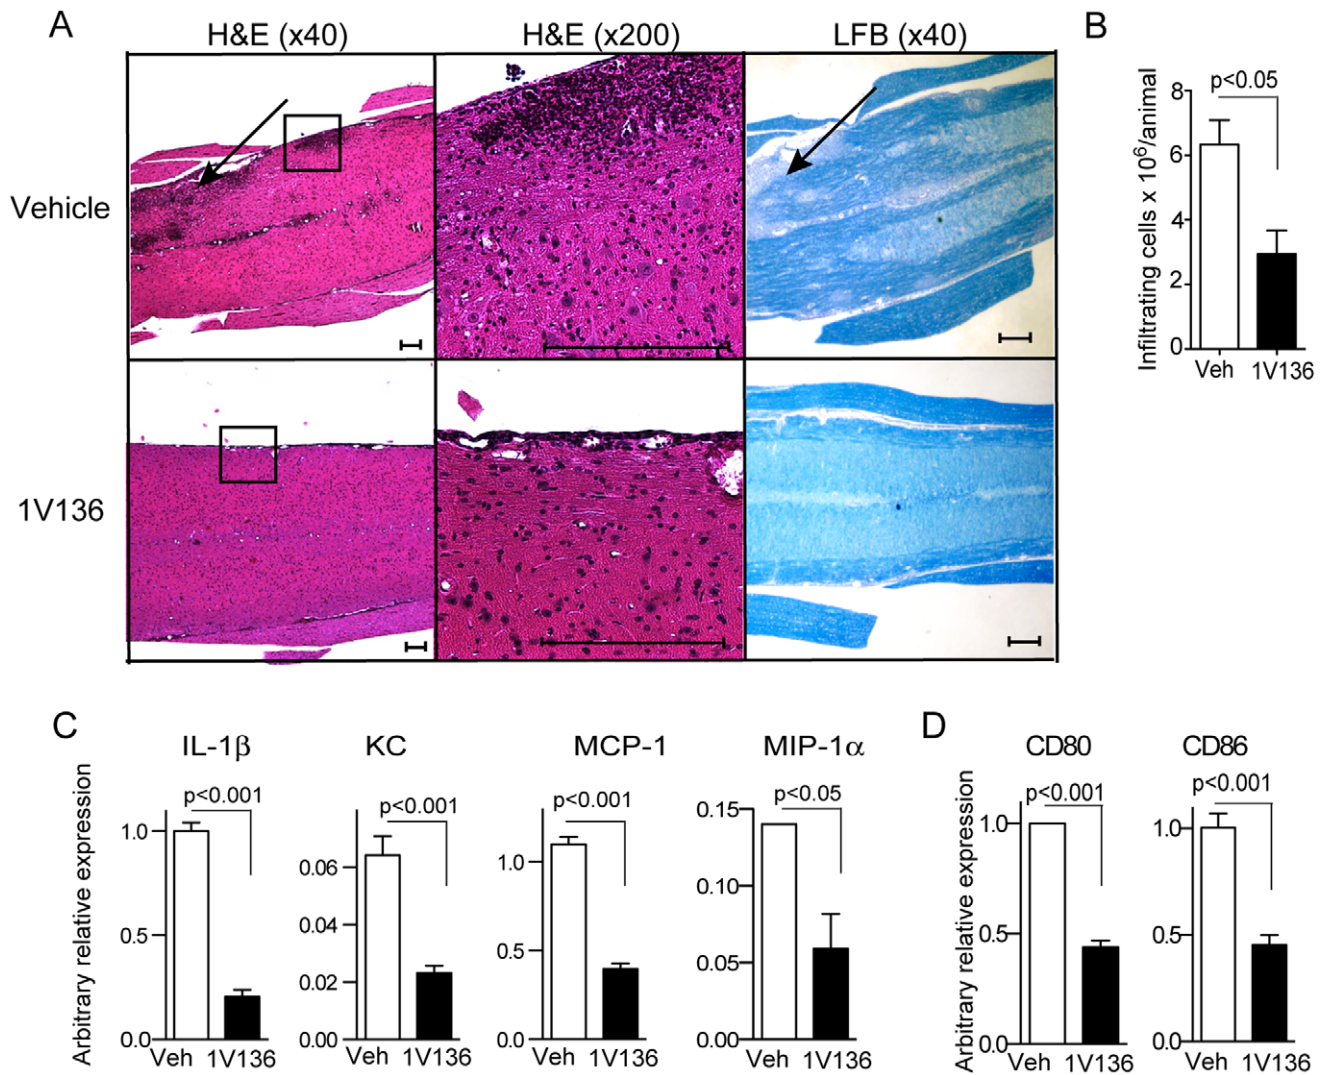 A
H&E (x40)
H&E (x200)
LFB (x40)
Vehicle
1V136
B
p<0.05
Infiltrating cells x 10⁶/animal
8
6
4
2
0
Veh
1V136
C
Arbitrary relative expression
IL-1β
p<0.001
1.0
0.5
0.0
Veh
1V136
KC
p<0.001
0.06
0.04
0.02
0.00
Veh
1V136
MCP-1
p<0.001
1.0
0.5
0.0
Veh
1V136
MIP-1α
p<0.05
0.15
0.10
0.05
0.00
Veh
1V136
D
Arbitrary relative expression
CD80
p<0.001
1.0
0.5
0.0
Veh
1V136
CD86
p<0.001
1.0
0.5
0.0
Veh
1V136